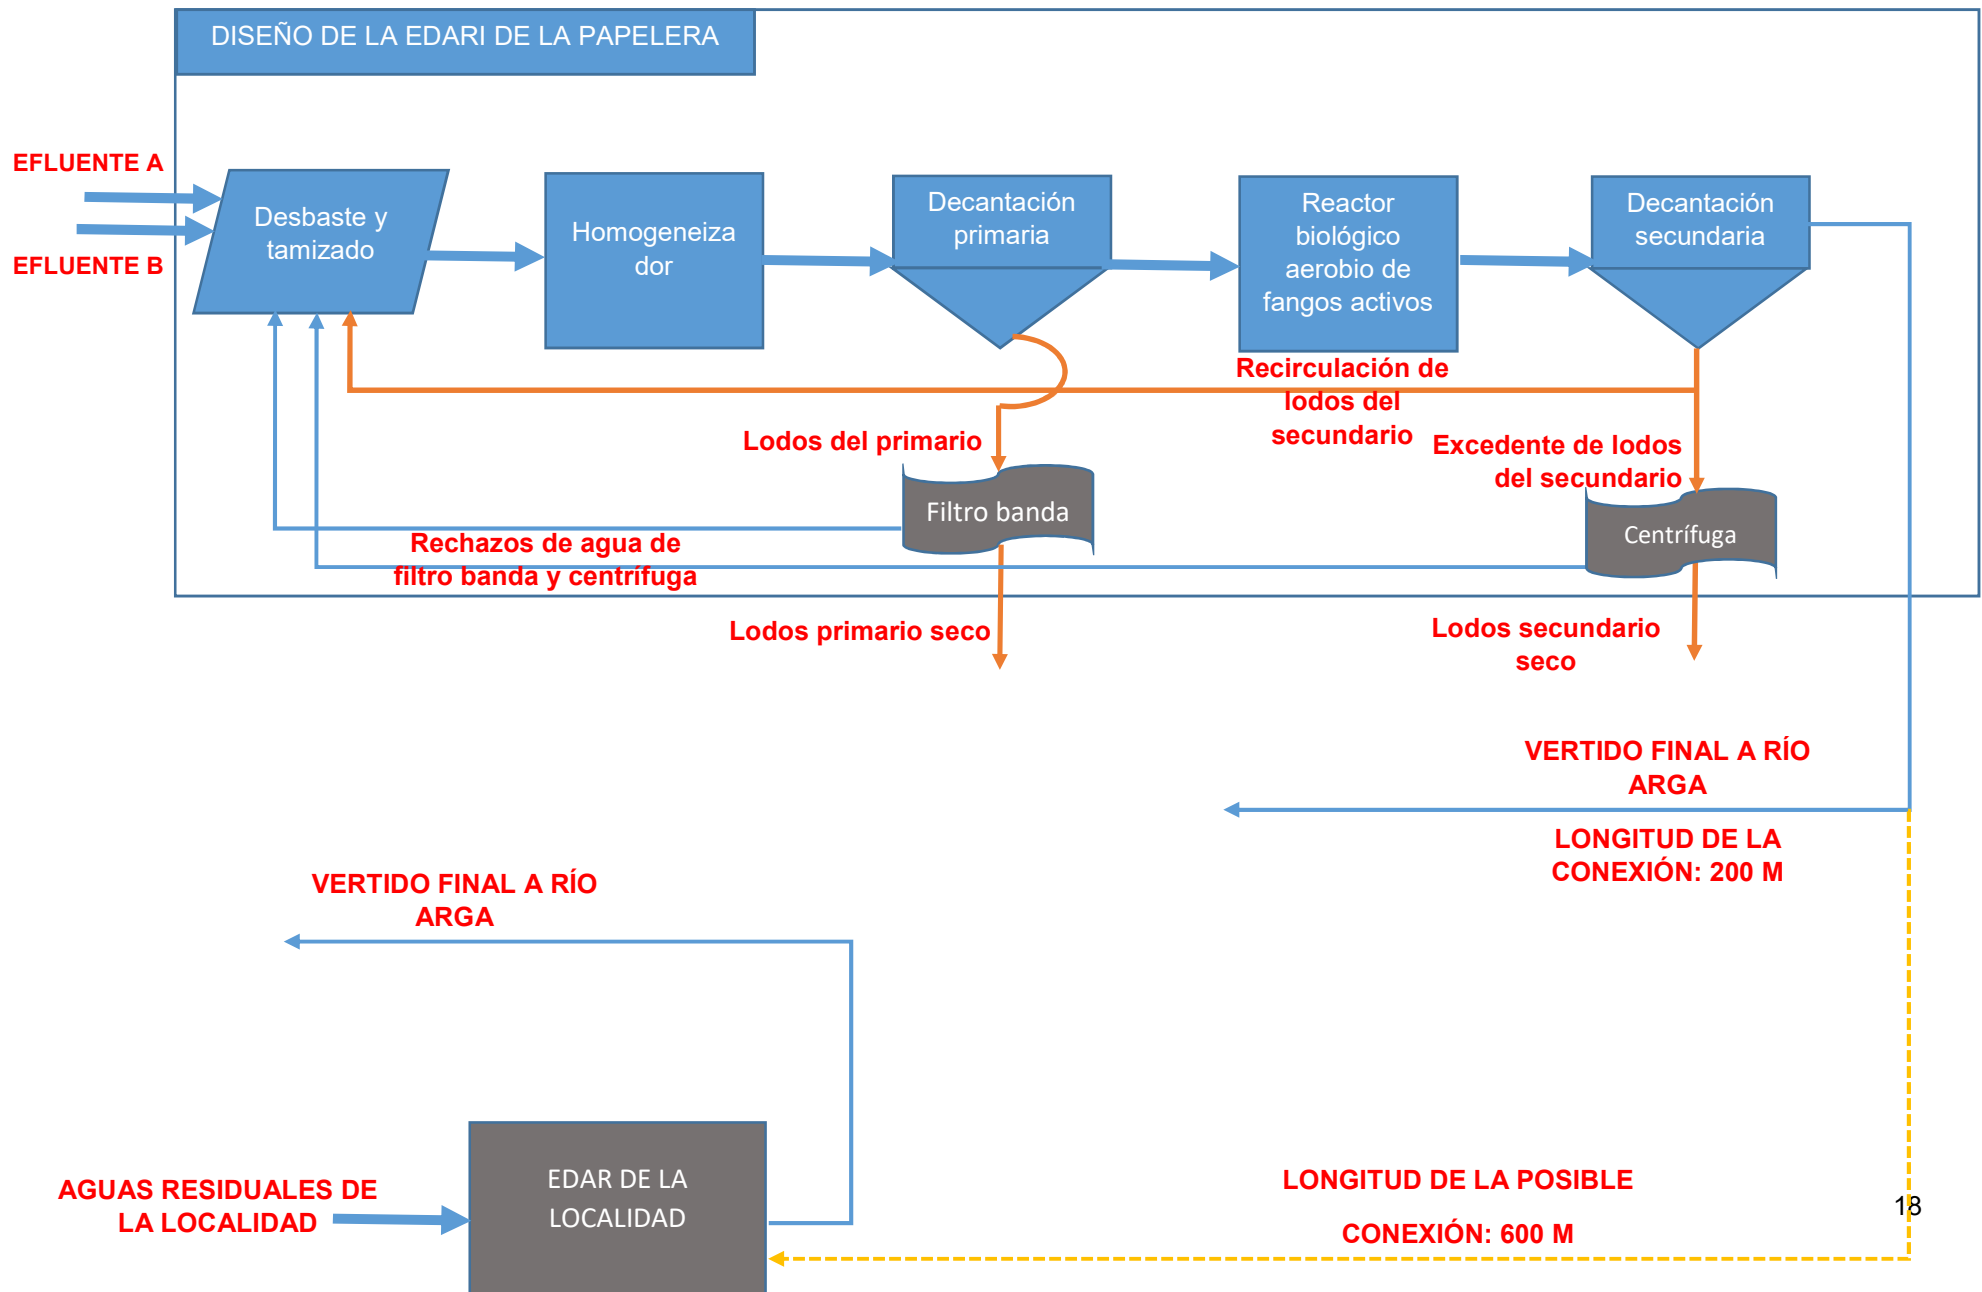 DISEÑO DE LA EDARI DE LA PAPELERA
EFLUENTE A
EFLUENTE B
Desbaste y
tamizado
Homogeneiza
dor
Decantación
primaria
Reactor
biológico
aerobio de
fangos activos
Decantación
secundaria
Recirculación de
lodos del
secundario
Lodos del primario
Excedente de lodos
del secundario
Filtro banda
Centrífuga
Rechazos de agua de
filtro banda y centrífuga
Lodos primario seco
Lodos secundario
seco
VERTIDO FINAL A RÍO
ARGA
LONGITUD DE LA
CONEXIÓN: 200 M
VERTIDO FINAL A RÍO
ARGA
AGUAS RESIDUALES DE
LA LOCALIDAD
EDAR DE LA
LOCALIDAD
LONGITUD DE LA POSIBLE
CONEXIÓN: 600 M
18